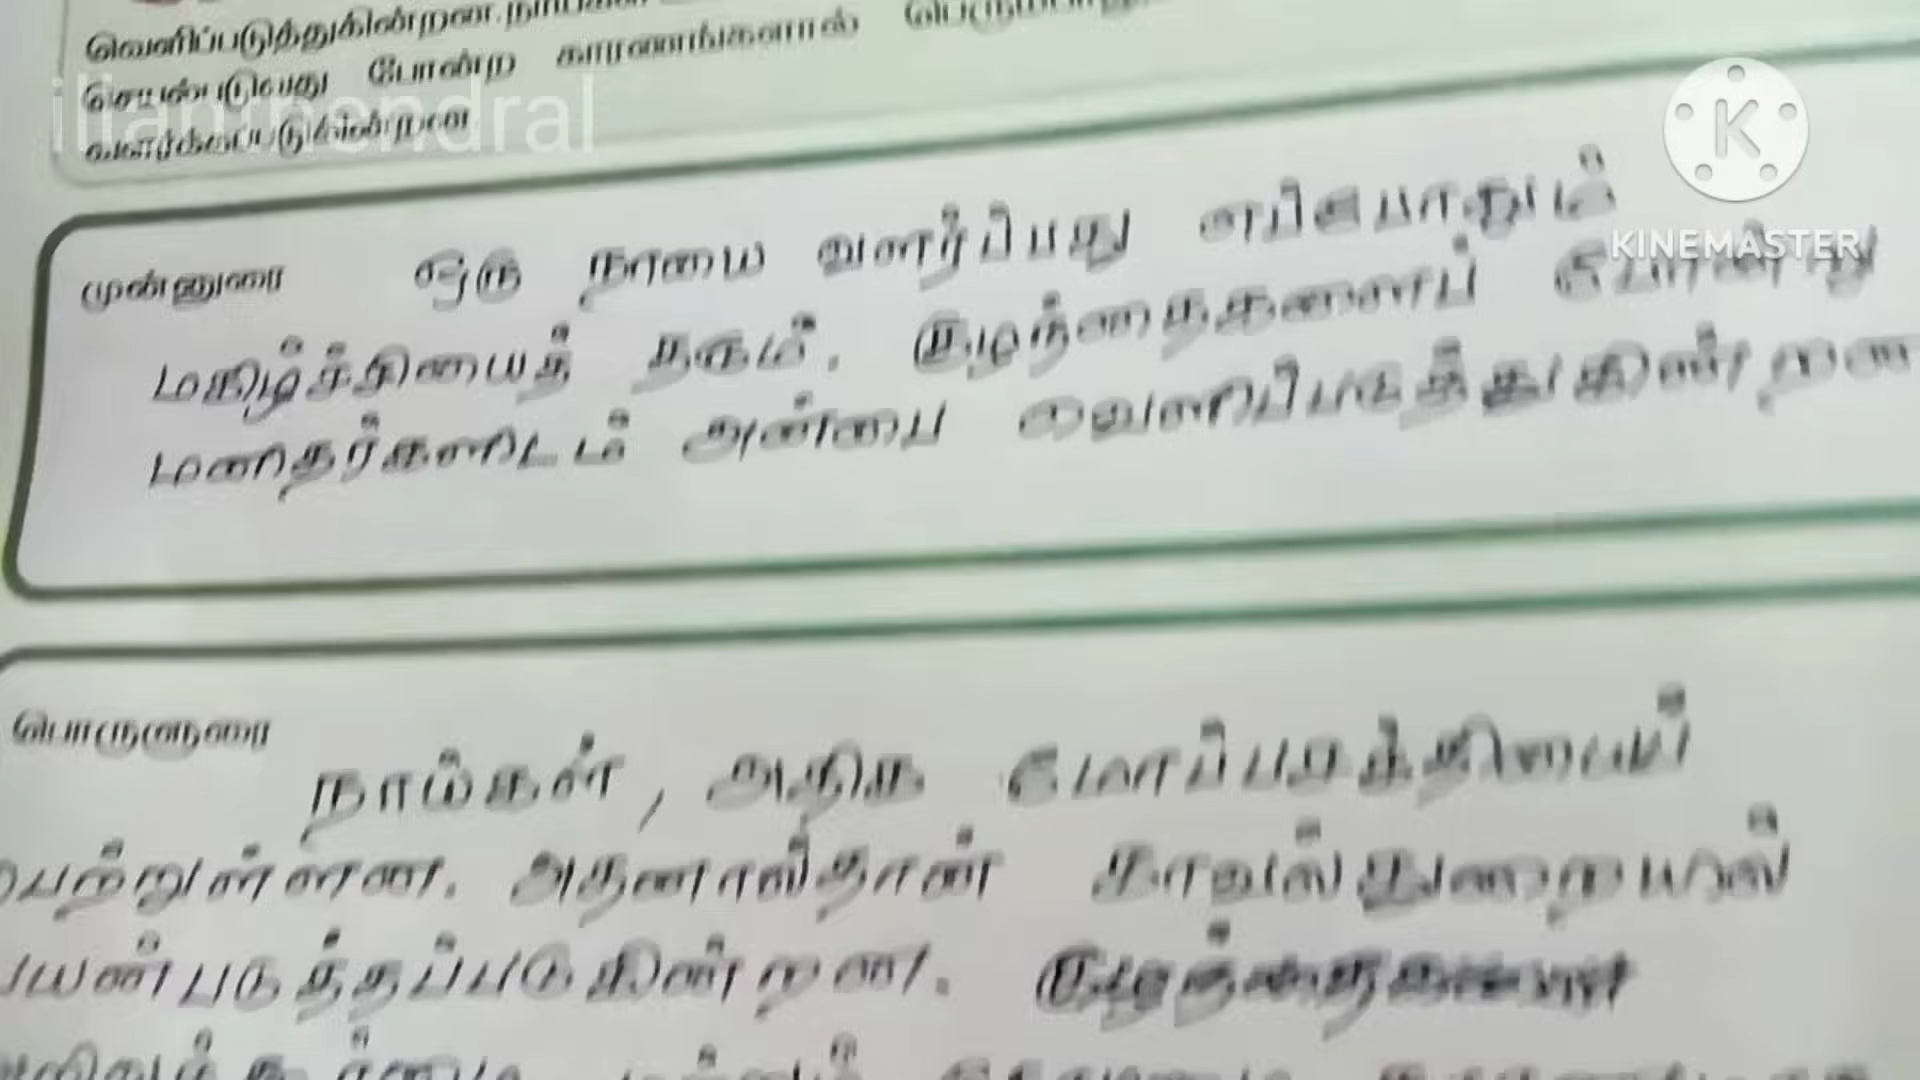 வெளிப்படுத்துகின்றன. நாய்கள்
செயல்படுவது போன்ற காரணங்களால்
வளர்க்கப்படுகின்றன
iliamthendral
KINEMASTER
முன்னுரை ஒரு நாயை வளர்ப்பது எப்போதும்
மகிழ்ச்சியைத் தரும். குழந்தைகளைப் போன்று
மனிதர்களிடம் அன்பை வெளிப்படுத்துகின்றன
பொருளுரை
நாய்கள், அதிக மோப்பசக்தியைப்
பெற்றுள்ளன. அதனால்தான் காவல்துறையால்
பயன்படுத்தப்படுகின்றன.